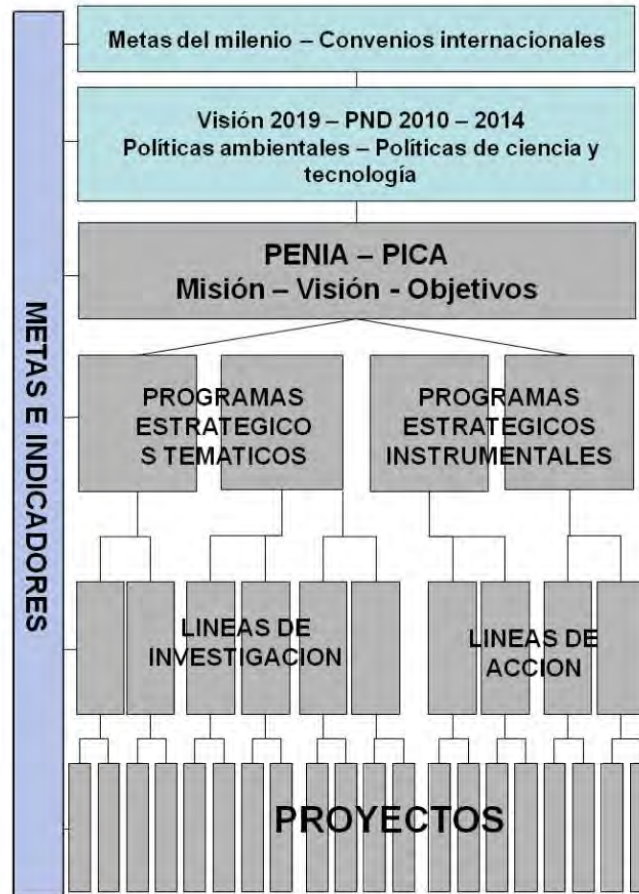 Metas del milenio – Convenios internacionales
Visión 2019 – PND 2010 – 2014
Políticas ambientales – Políticas de ciencia y
tecnología
PENIA – PICA
Misión – Visión - Objetivos
METAS E INDICADORES
PROGRAMAS
ESTRATEGICO
S TEMATICOS
PROGRAMAS
ESTRATEGICOS
INSTRUMENTALES
LINEAS DE
INVESTIGACION
LINEAS DE
ACCION
PROYECTOS